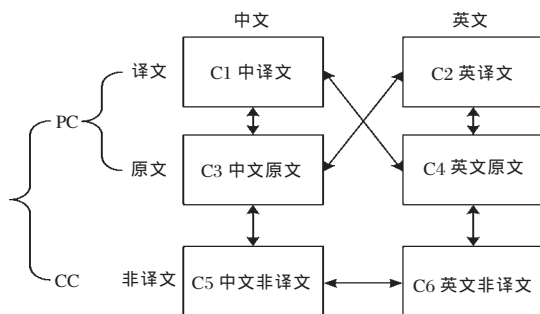 中文 英文
译文 C1 中译文 C2 英译文
PC
原文 C3 中文原文 C4 英文原文
CC 非译文 C5 中文非译文 C6 英文非译文